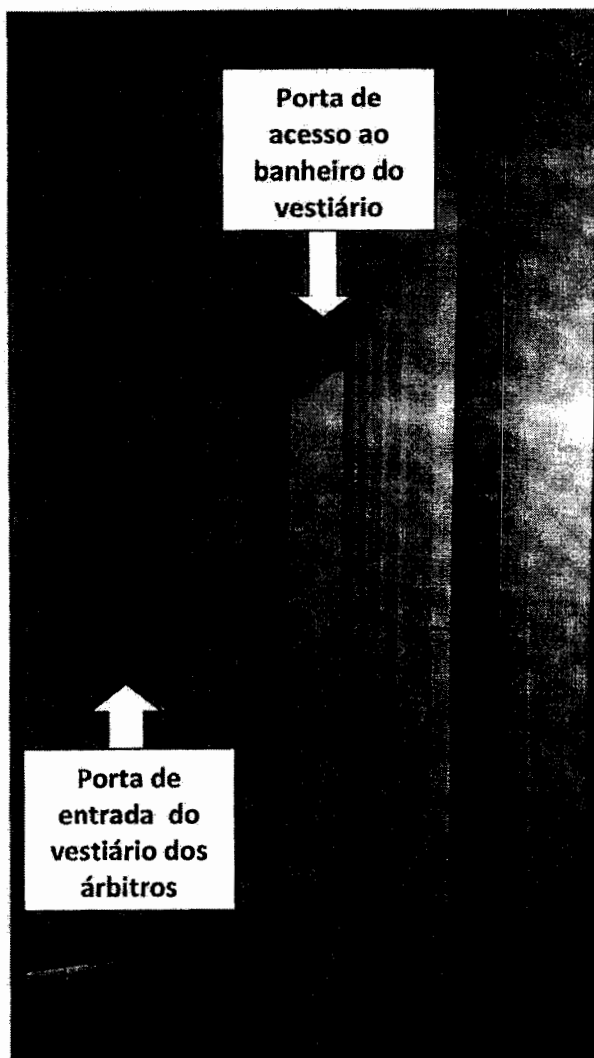 Porta de
acesso ao
banheiro do
vestiário
Porta de
entrada do
vestiário dos
árbitros